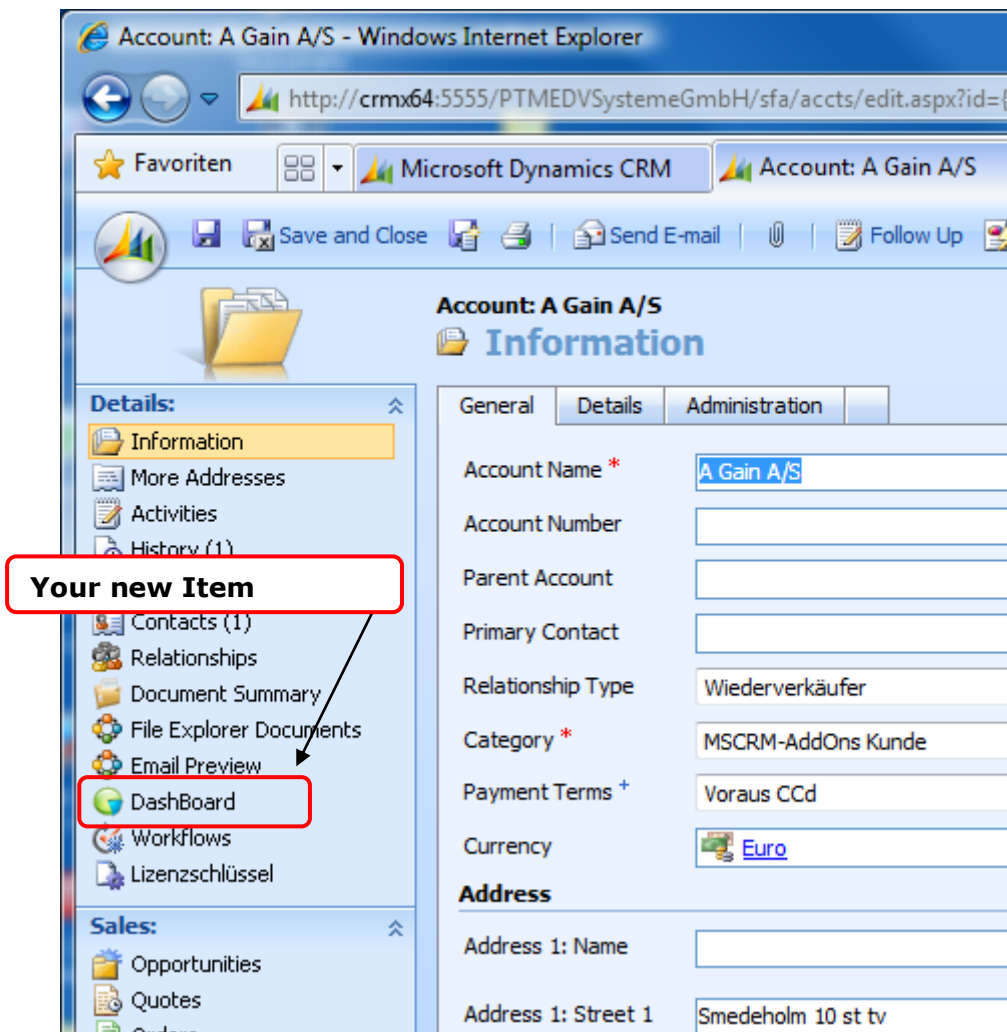 Account: A Gain A/S - Windows Internet Explorer
http://crmx64:5555/PTMEDVSystemeGmbH/sfa/accts/edit.aspx?id={
Favoriten
Microsoft Dynamics CRM
Account: A Gain A/S
Save and Close
Send E-mail
Follow Up
Account: A Gain A/S
Information
Details:
Information
More Addresses
Activities
History (1)
Your new Item
Contacts (1)
Relationships
Document Summary
File Explorer Documents
Email Preview
DashBoard
Workflows
Lizenzschlüssel
Sales:
Opportunities
Quotes
Orders
General Details Administration
Account Name * A Gain A/S
Account Number
Parent Account
Primary Contact
Relationship Type Wiederverkäufer
Category * MSCRM-AddOns Kunde
Payment Terms + Voraus CCd
Currency Euro
Address
Address 1: Name
Address 1: Street 1 Smedeholm 10 st tv